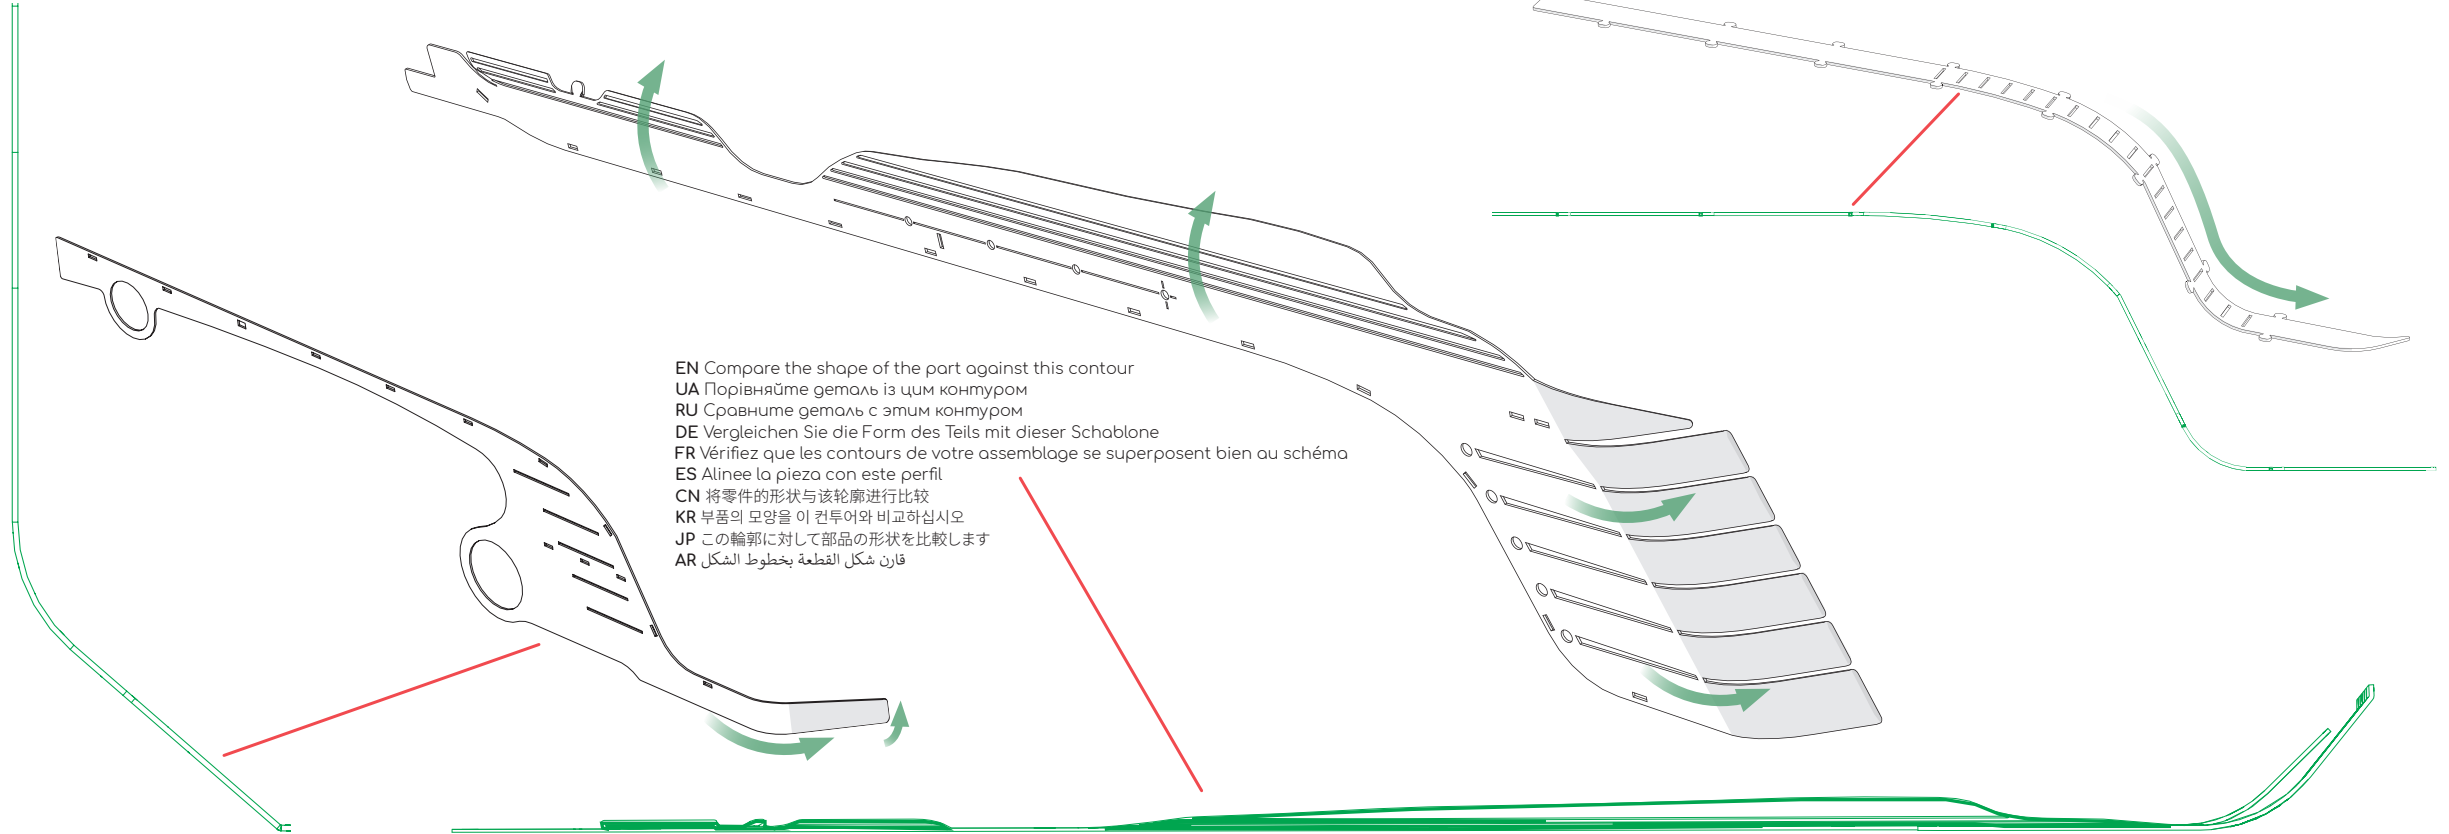 EN Compare the shape of the part against this contour
UA Порівняйте деталь із цим контуром
RU Сравните деталь с этим контуром
DE Vergleichen Sie die Form des Teils mit dieser Schablone
FR Vérifiez que les contours de votre assemblage se superposent bien au schéma
ES Alinee la pieza con este perfil
CN 将零件的形状与该轮廓进行比较
KR 부품의 모양을 이 컨투어와 비교하십시오
JP この輪郭に対して部品の形状を比較します
AR قارن شكل القطعة بخطوط الشكل